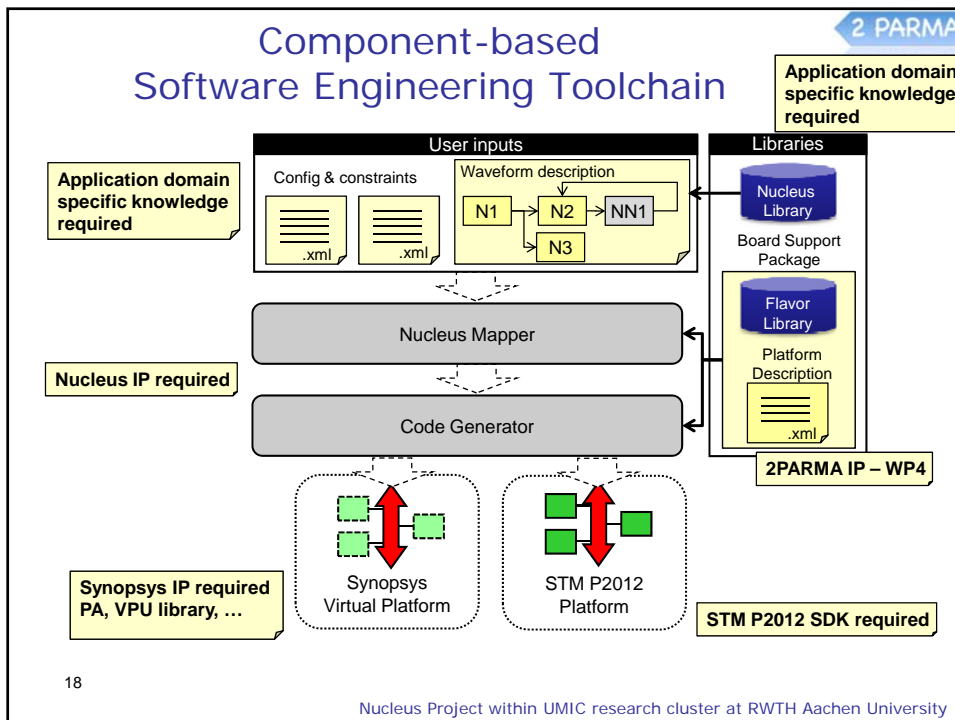 Component-based
Software Engineering Toolchain
2 PARMA
Application domain
specific knowledge
required
User inputs
Libraries
Application domain
specific knowledge
required
Config & constraints
.xml
.xml
Waveform description
N1
N2
NN1
N3
Nucleus
Library
Board Support
Package
Flavor
Library
Platform
Description
.xml
Nucleus Mapper
Nucleus IP required
Code Generator
2PARMA IP – WP4
Synopsys
Virtual Platform
STM P2012
Platform
Synopsys IP required
PA, VPU library, …
STM P2012 SDK required
18
Nucleus Project within UMIC research cluster at RWTH Aachen University